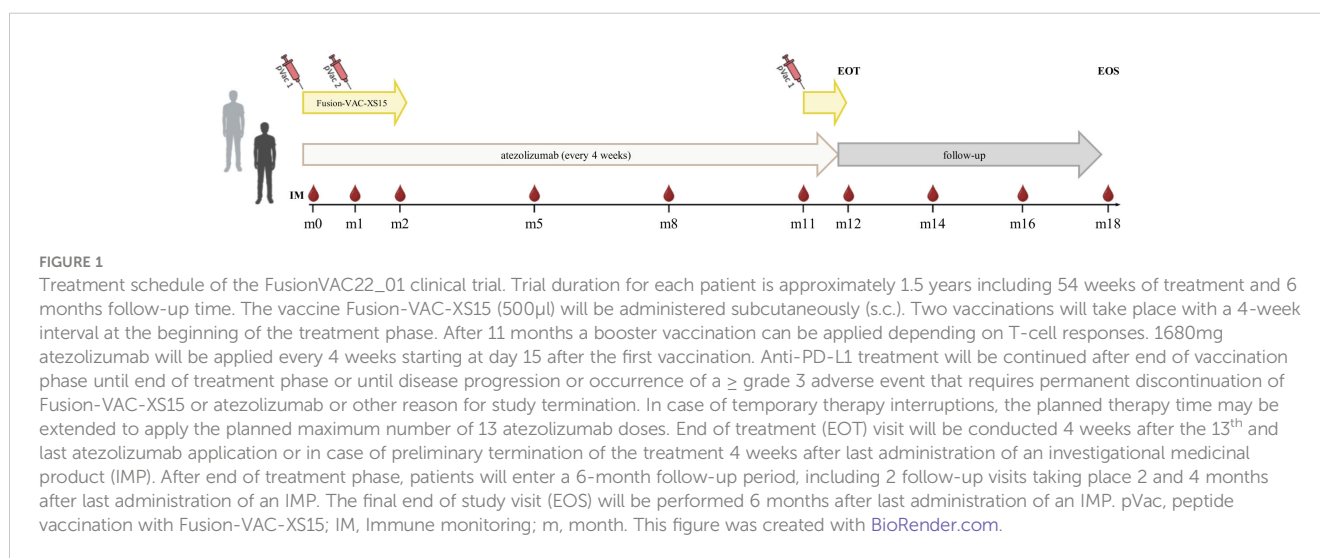 pVac 1
pVac 2
pVac 1
EOT
EOS
Fusion-VAC-XS15
atezolizumab (every 4 weeks)
follow-up
IM
m0
m1
m2
m5
m8
m11
m12
m14
m16
m18
FIGURE 1
Treatment schedule of the FusionVAC22_01 clinical trial. Trial duration for each patient is approximately 1.5 years including 54 weeks of treatment and 6
months follow-up time. The vaccine Fusion-VAC-XS15 (500µl) will be administered subcutaneously (s.c.). Two vaccinations will take place with a 4-week
interval at the beginning of the treatment phase. After 11 months a booster vaccination can be applied depending on T-cell responses. 1680mg
atezolizumab will be applied every 4 weeks starting at day 15 after the first vaccination. Anti-PD-L1 treatment will be continued after end of vaccination
phase until end of treatment phase or until disease progression or occurrence of a ≥ grade 3 adverse event that requires permanent discontinuation of
Fusion-VAC-XS15 or atezolizumab or other reason for study termination. In case of temporary therapy interruptions, the planned therapy time may be
extended to apply the planned maximum number of 13 atezolizumab doses. End of treatment (EOT) visit will be conducted 4 weeks after the 13th and
last atezolizumab application or in case of preliminary termination of the treatment 4 weeks after last administration of an investigational medicinal
product (IMP). After end of treatment phase, patients will enter a 6-month follow-up period, including 2 follow-up visits taking place 2 and 4 months
after last administration of an IMP. The final end of study visit (EOS) will be performed 6 months after last administration of an IMP. pVac, peptide
vaccination with Fusion-VAC-XS15; IM, Immune monitoring; m, month. This figure was created with BioRender.com.